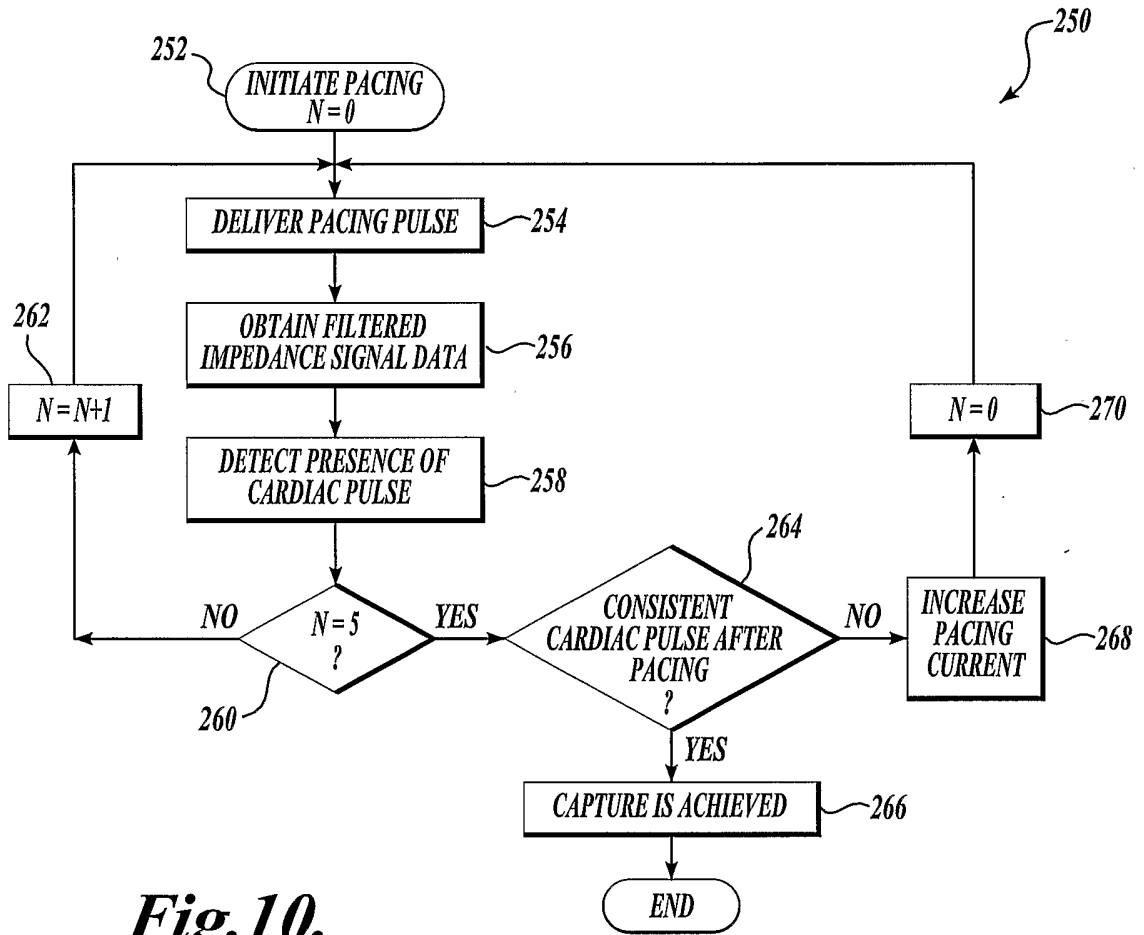 250
252
INITIATE PACING
N = 0
DELIVER PACING PULSE
254
OBTAIN FILTERED
IMPEDANCE SIGNAL DATA
256
262
N = N+1
N = 0
270
DETECT PRESENCE OF
CARDIAC PULSE
258
264
NO
N = 5
?
YES
260
CONSISTENT
CARDIAC PULSE AFTER
PACING
?
NO
INCREASE
PACING
CURRENT
268
YES
CAPTURE IS ACHIEVED
266
END
Fig. 10.